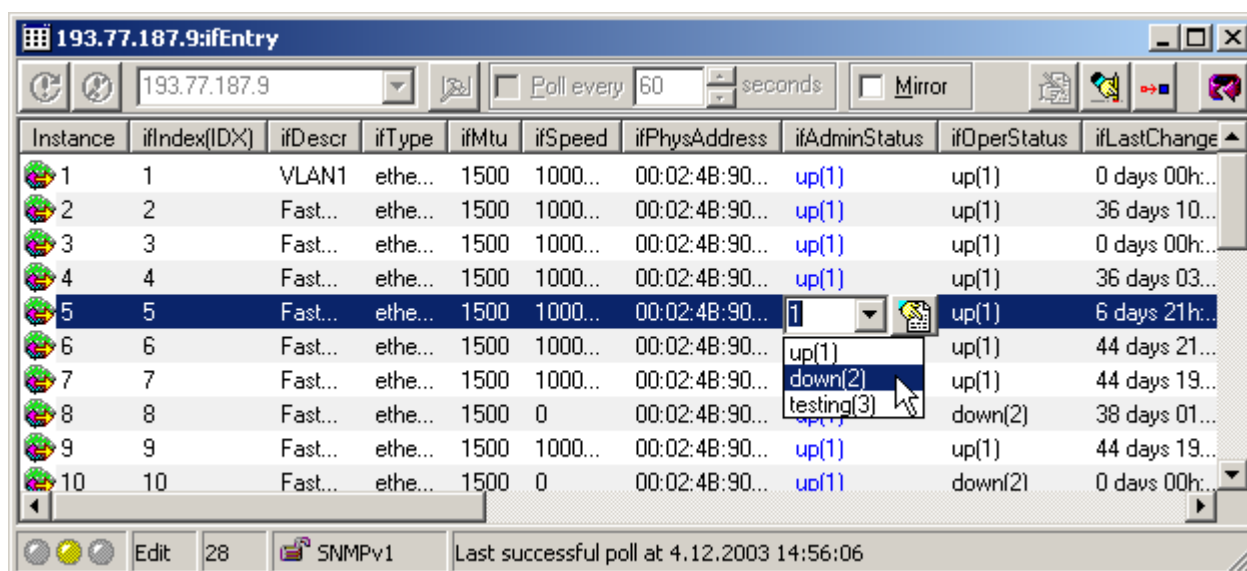 193.77.187.9:ifEntry
193.77.187.9 Poll every 60 seconds Mirror
Instance ifIndex(IDX) ifDescr ifType ifMtu ifSpeed ifPhysAddress ifAdminStatus ifOperStatus ifLastChange
1 1 VLAN1 ethe... 1500 1000... 00:02:4B:90... up(1) up(1) 0 days 00h:..
2 2 Fast... ethe... 1500 1000... 00:02:4B:90... up(1) up(1) 36 days 10...
3 3 Fast... ethe... 1500 1000... 00:02:4B:90... up(1) up(1) 0 days 00h:..
4 4 Fast... ethe... 1500 1000... 00:02:4B:90... up(1) up(1) 36 days 03...
5 5 Fast... ethe... 1500 1000... 00:02:4B:90... 1 up(1) 6 days 21h:..
6 6 Fast... ethe... 1500 1000... 00:02:4B:90... up(1) up(1) 44 days 21...
7 7 Fast... ethe... 1500 1000... 00:02:4B:90... down(2) up(1) 44 days 19...
8 8 Fast... ethe... 1500 0 00:02:4B:90... testing(3) down(2) 38 days 01...
9 9 Fast... ethe... 1500 1000... 00:02:4B:90... up(1) up(1) 44 days 19...
10 10 Fast... ethe... 1500 0 00:02:4B:90... up(1) down(2) 0 days 00h:..
Edit 28 SNMPv1 Last successful poll at 4.12.2003 14:56:06